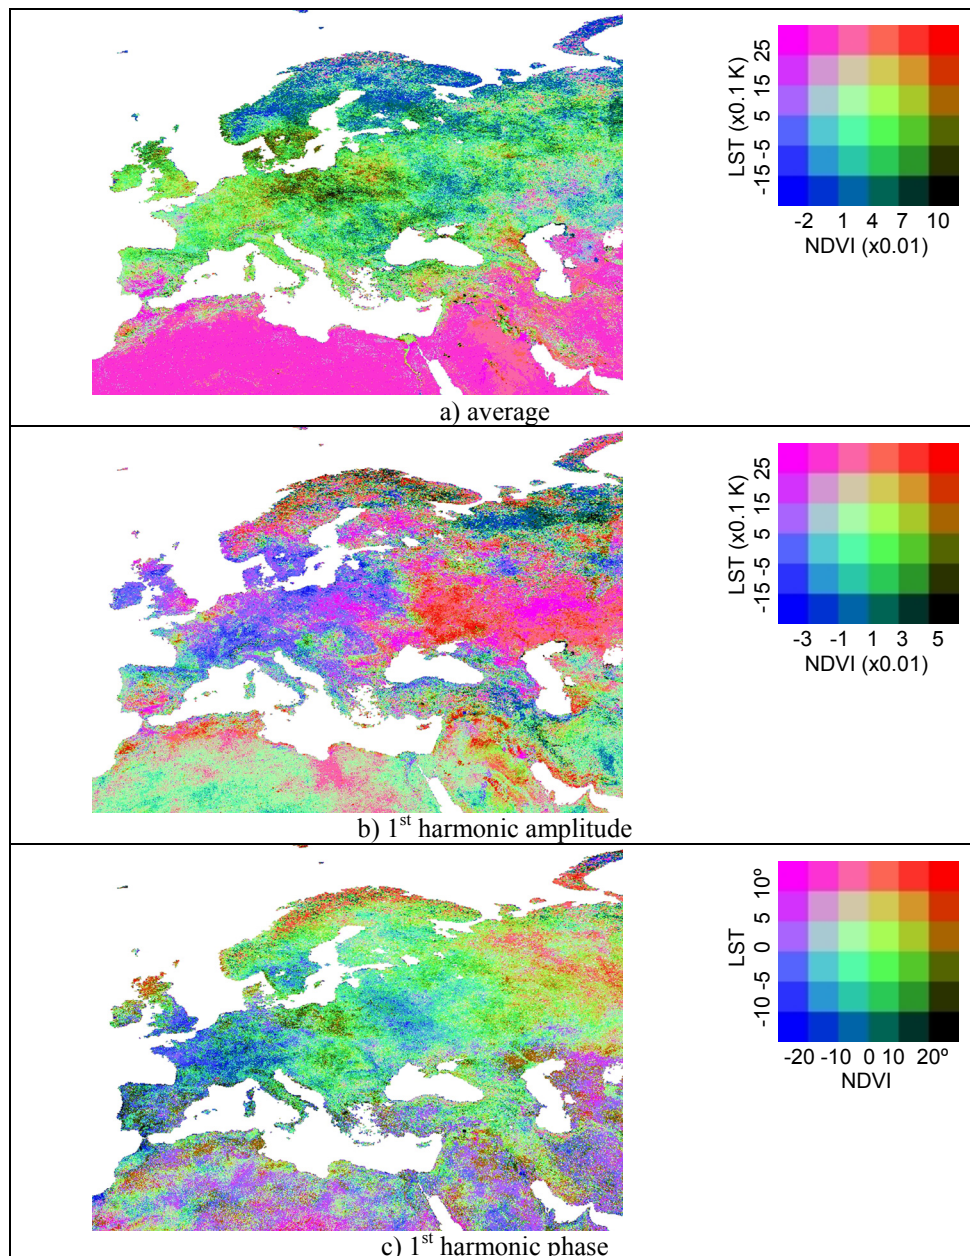 LST (x0.1 K)
25
15
5
-5
-15
-2 1 4 7 10
NDVI (x0.01)
a) average
LST (x0.1 K)
25
15
5
-5
-15
-3 -1 1 3 5
NDVI (x0.01)
b) 1st harmonic amplitude
LST
10º
5
0
-5
-10
-20 -10 0 10 20º
NDVI
c) 1st harmonic phase